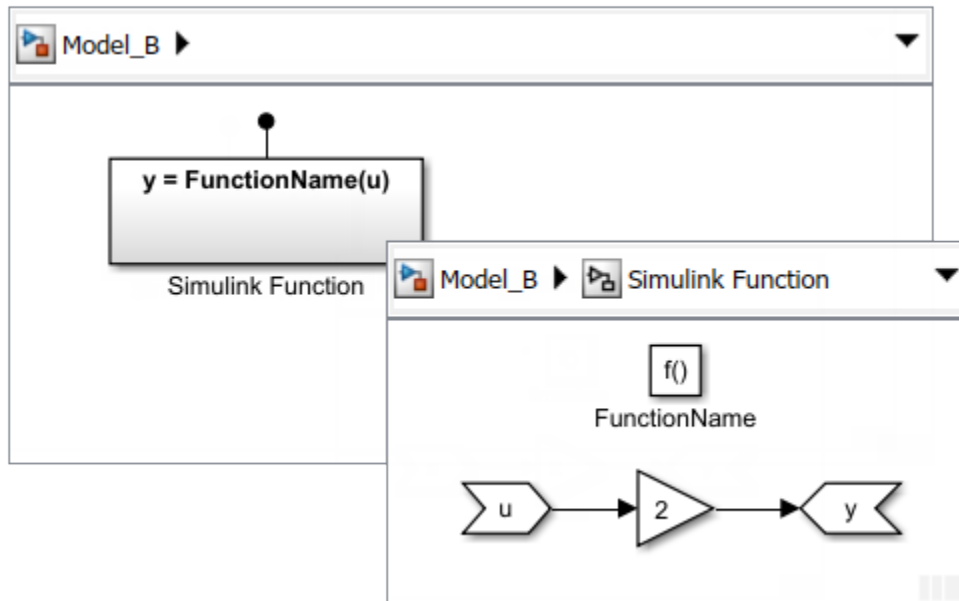 Model_B
y = FunctionName(u)
Simulink Function
Model_B Simulink Function
f()
FunctionName
u 2 y